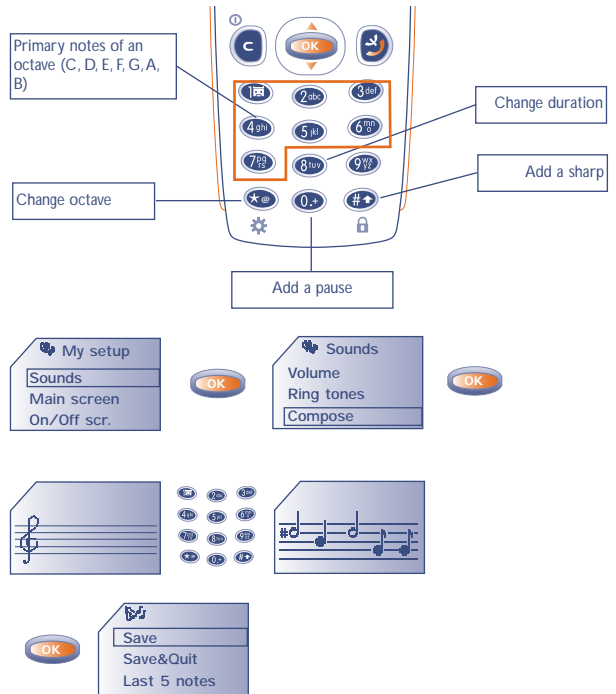 Primary notes of an
octave (C, D, E, F, G, A,
B)
C
OK
1
2abc
3def
Change duration
4ghi
5jkl
6mno
7pqrs
8tuv
9wxyz
Add a sharp
Change octave
*@
0.+
#
Add a pause
My setup
Sounds
Main screen
On/Off scr.
OK
Sounds
Volume
Ring tones
Compose
OK
OK
Save
Save&Quit
Last 5 notes